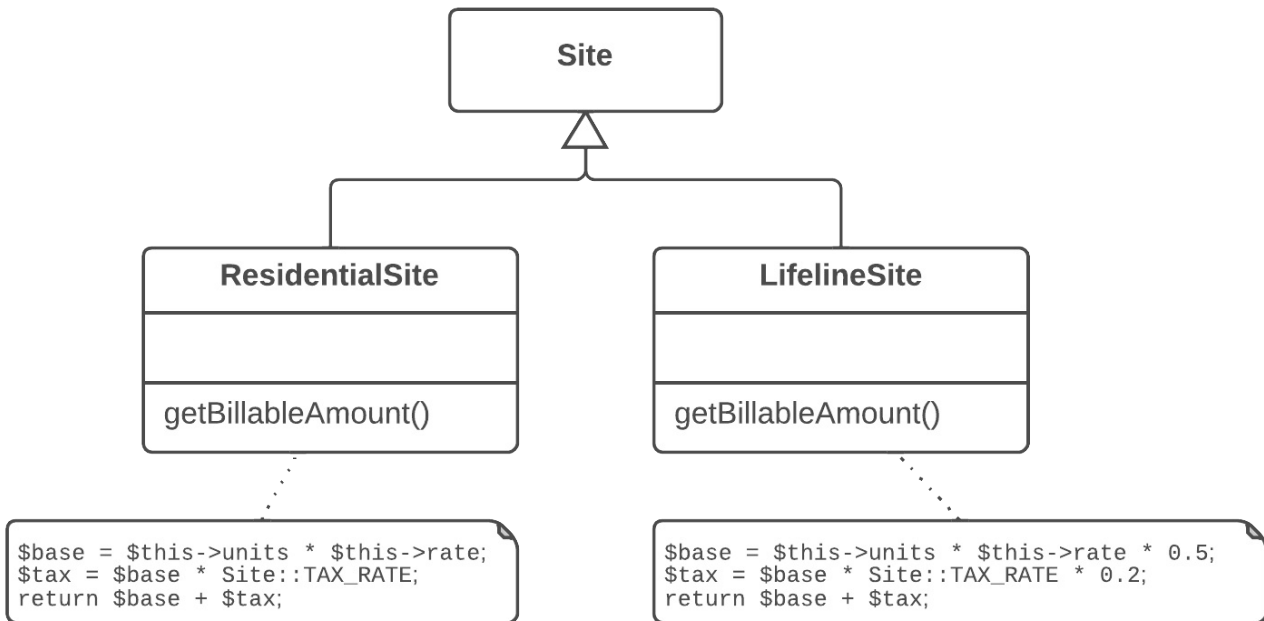 Site
ResidentialSite
getBillableAmount()
LifelineSite
getBillableAmount()
$base = $this->units * $this->rate;
$tax = $base * Site::TAX_RATE;
return $base + $tax;
$base = $this->units * $this->rate * 0.5;
$tax = $base * Site::TAX_RATE * 0.2;
return $base + $tax;